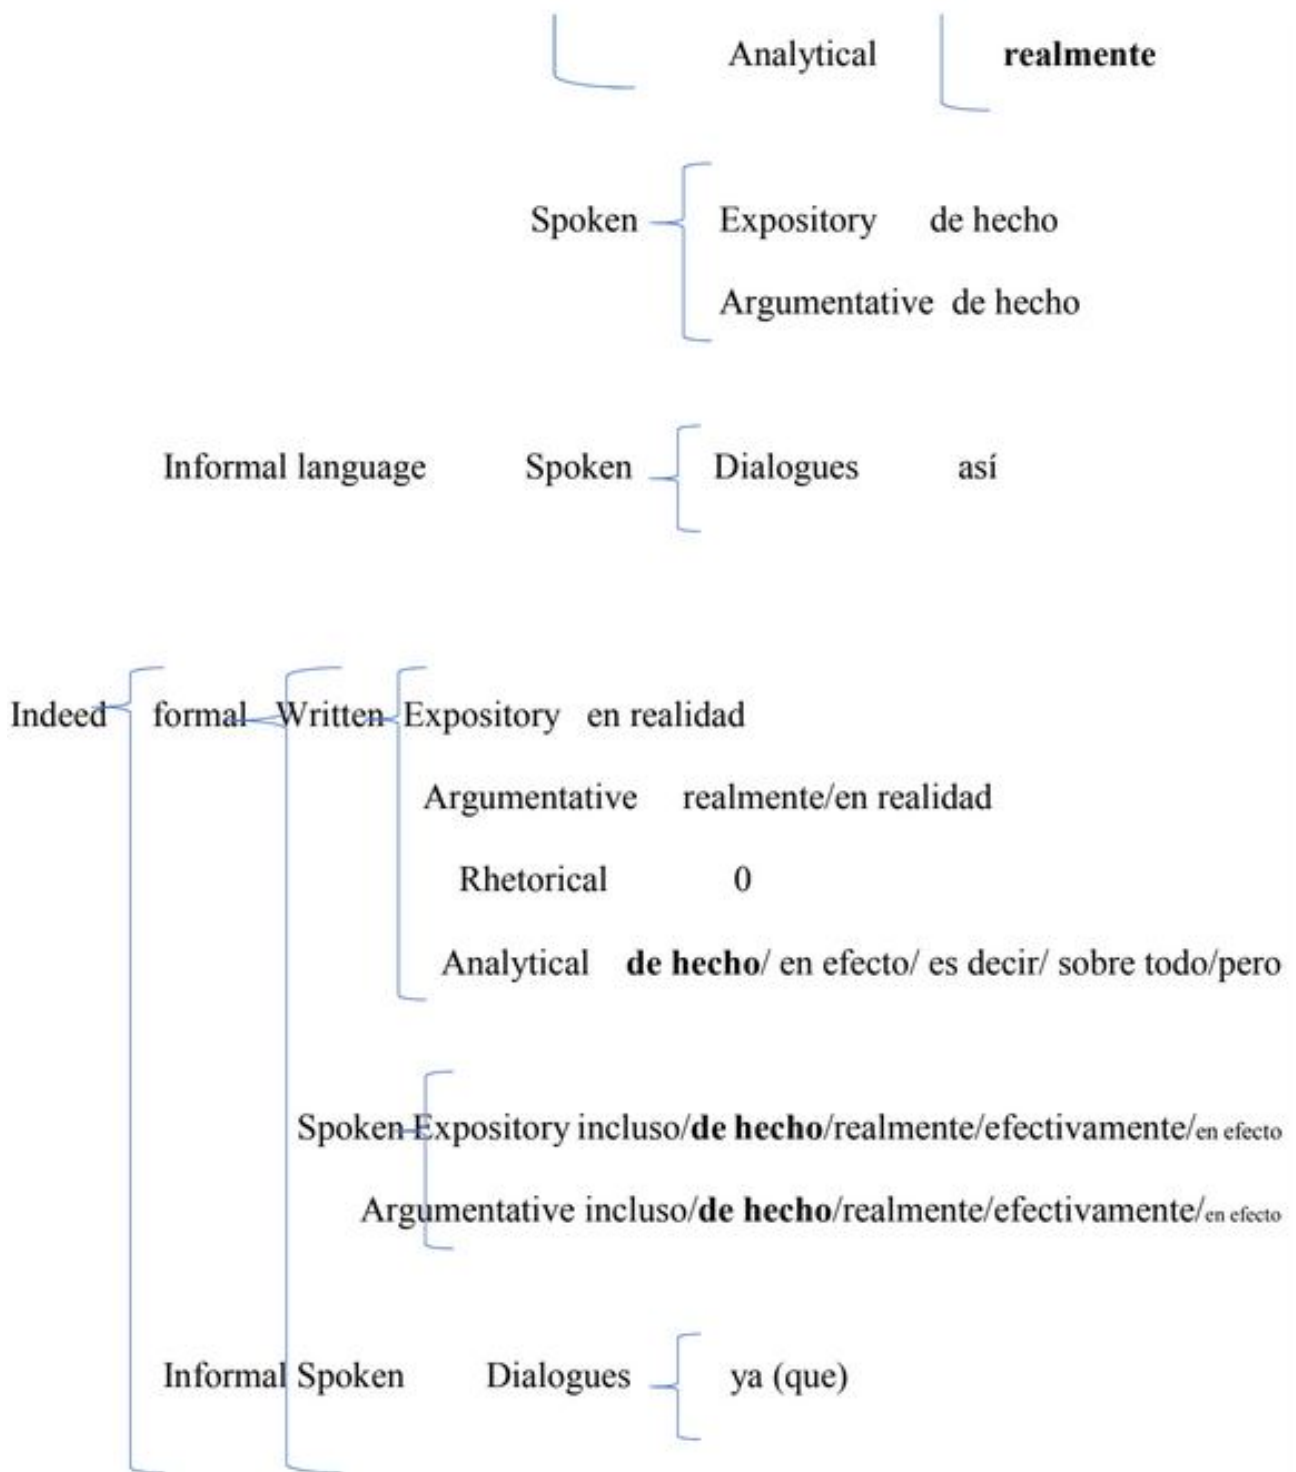 Analytical realmente
Spoken Expository de hecho
Argumentative de hecho
Informal language Spoken Dialogues así
Indeed formal Written Expository en realidad
Argumentative realmente/en realidad
Rhetorical 0
Analytical de hecho/ en efecto/ es decir/ sobre todo/pero
Spoken Expository incluso/de hecho/realmente/efectivamente/en efecto
Argumentative incluso/de hecho/realmente/efectivamente/en efecto
Informal Spoken Dialogues ya (que)